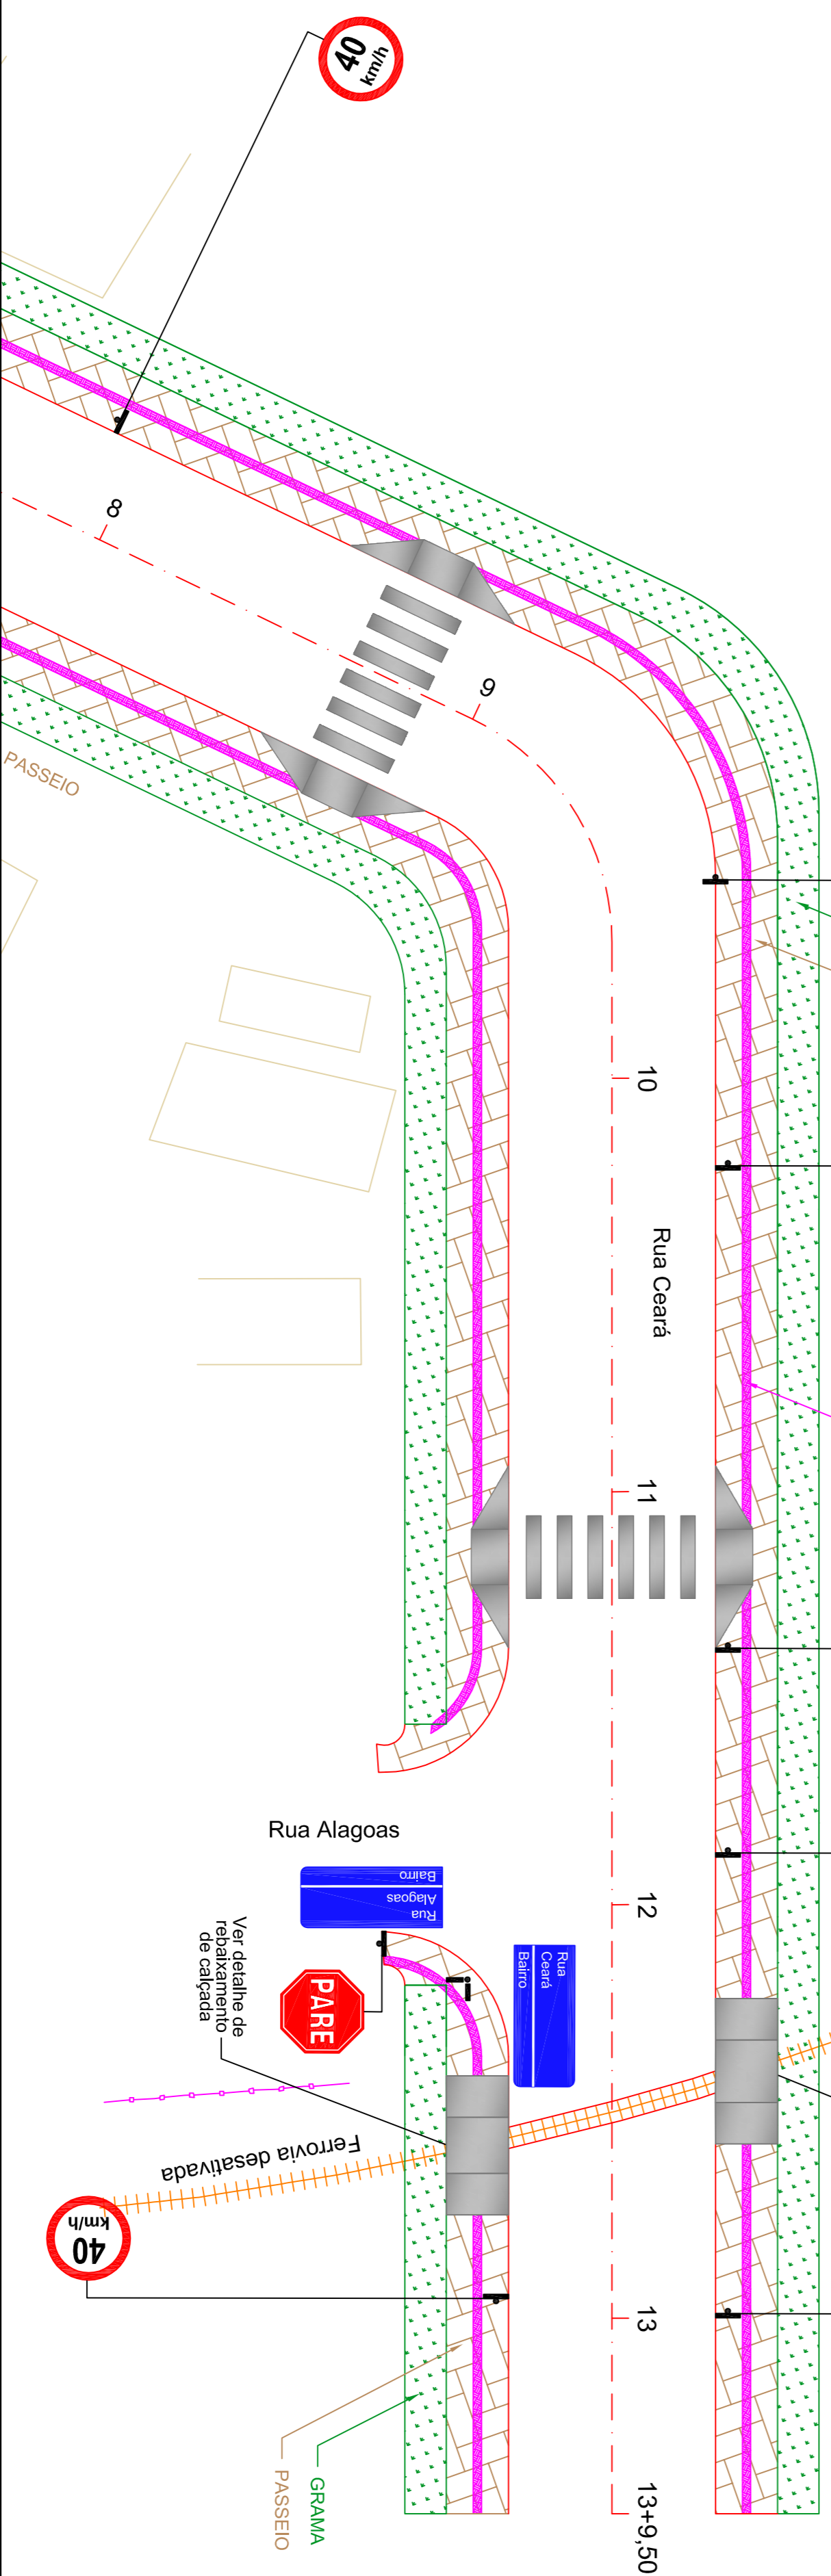 40
km/h
8
9
PASSEIO
10
Rua Ceará
11
Rua Alagoas
Rua
Alagoas
Bairro
12
Rua
Ceará
Bairro
Ver detalhe de
rebaixamento
de calçada
PARE
Ferrovia desativada
40
km/h
13
GRAMA
PASSEIO
13+9,50